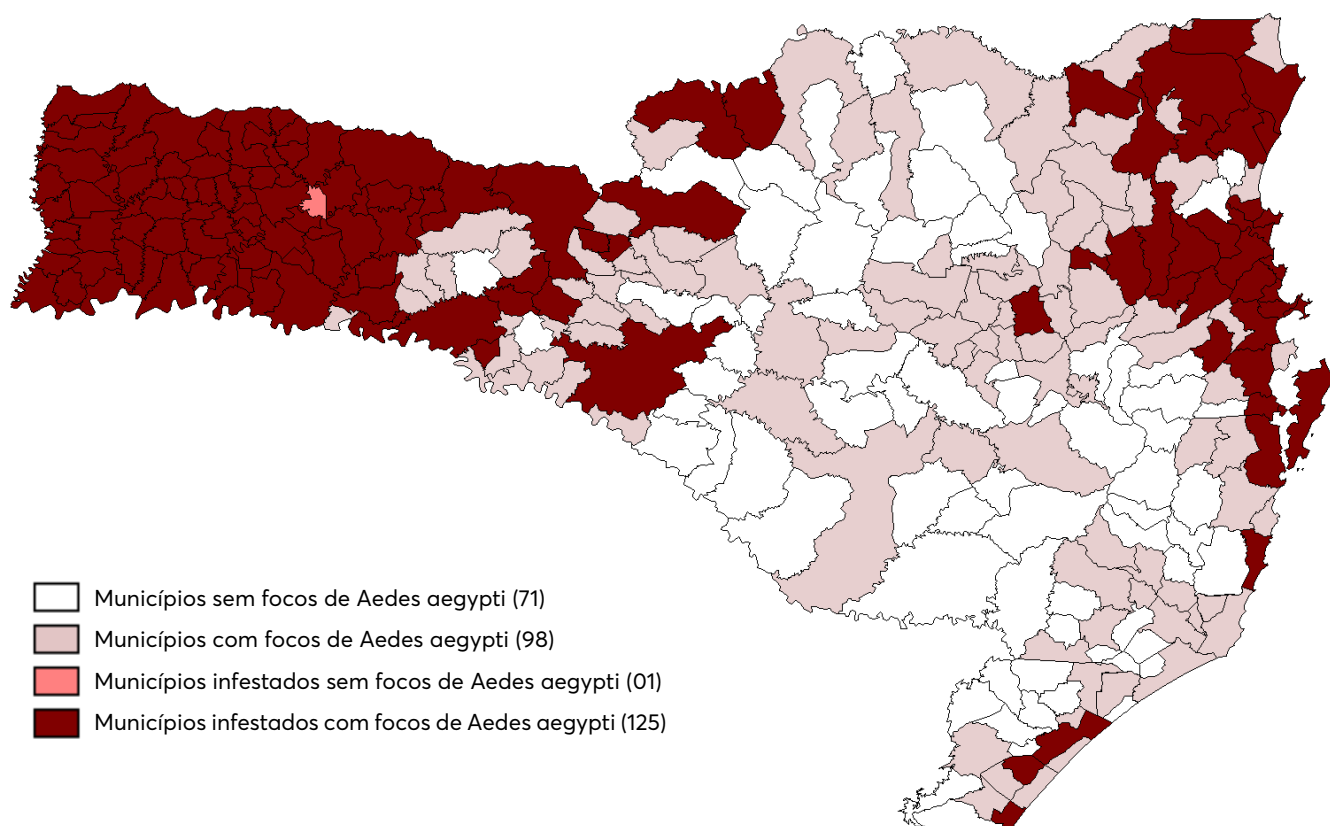 Municípios sem focos de Aedes aegypti (71)
Municípios com focos de Aedes aegypti (98)
Municípios infestados sem focos de Aedes aegypti (01)
Municípios infestados com focos de Aedes aegypti (125)